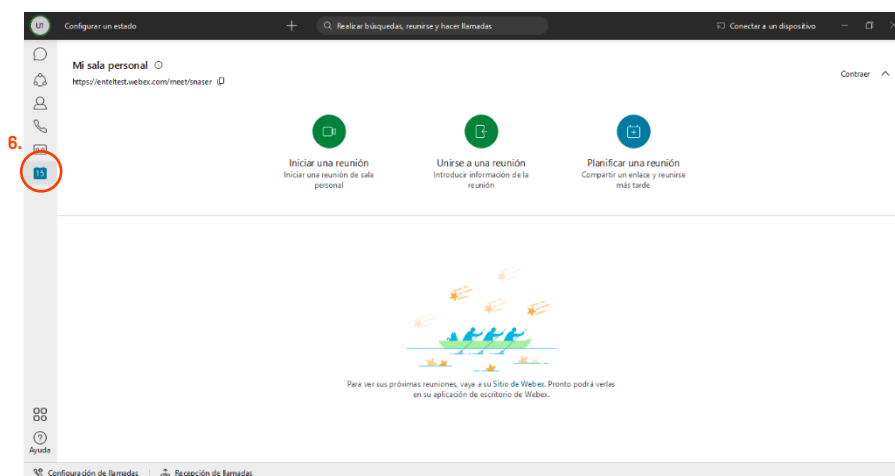 UT
Configurar un estado
Realizar búsquedas, reunirse y hacer llamadas
Conectar a un dispositivo
Mi sala personal
https://enteltest.webex.com/meet/snaser
Contraer
6.
15
Iniciar una reunión
Iniciar una reunión de sala
personal
Unirse a una reunión
Introducir información de la
reunión
Planificar una reunión
Compartir un enlace y reunirse
más tarde
Para ver sus próximas reuniones, vaya a su Sitio de Webex. Pronto podrá verlas
en su aplicación de escritorio de Webex.
Ayuda
Configuración de llamadas
Recepción de llamadas